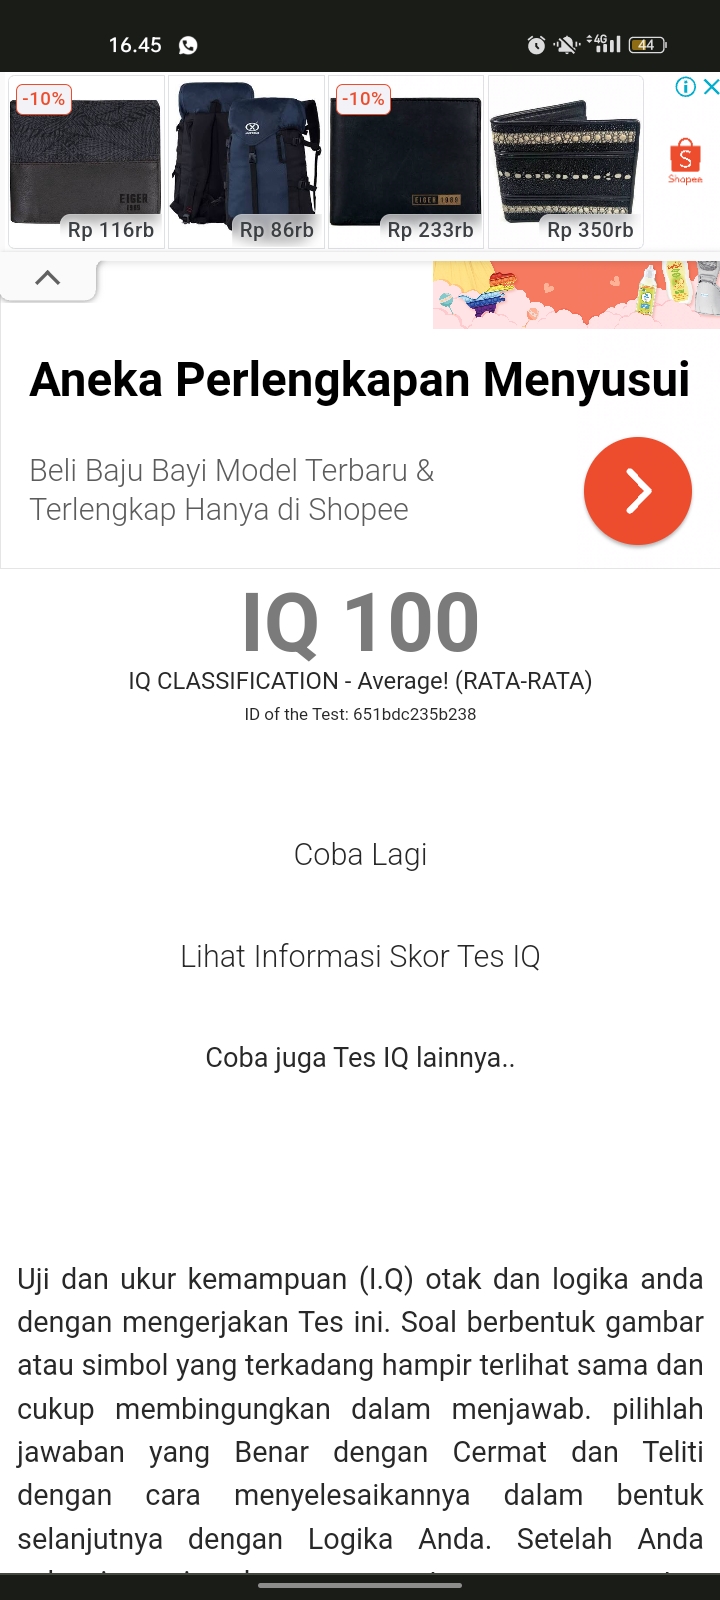 16.45
4G
44
-10%
-10%
EIGER
1989
EIGER 1989
Rp 116rb
Rp 86rb
Rp 233rb
Rp 350rb
Shopee
Aneka Perlengkapan Menyusui
Beli Baju Bayi Model Terbaru &
Terlengkap Hanya di Shopee
IQ 100
IQ CLASSIFICATION - Average! (RATA-RATA)
ID of the Test: 651bdc235b238
Coba Lagi
Lihat Informasi Skor Tes IQ
Coba juga Tes IQ lainnya..
Uji dan ukur kemampuan (I.Q) otak dan logika anda
dengan mengerjakan Tes ini. Soal berbentuk gambar
atau simbol yang terkadang hampir terlihat sama dan
cukup membingungkan dalam menjawab. pilihlah
jawaban yang Benar dengan Cermat dan Teliti
dengan cara menyelesaikannya dalam bentuk
selanjutnya dengan Logika Anda. Setelah Anda